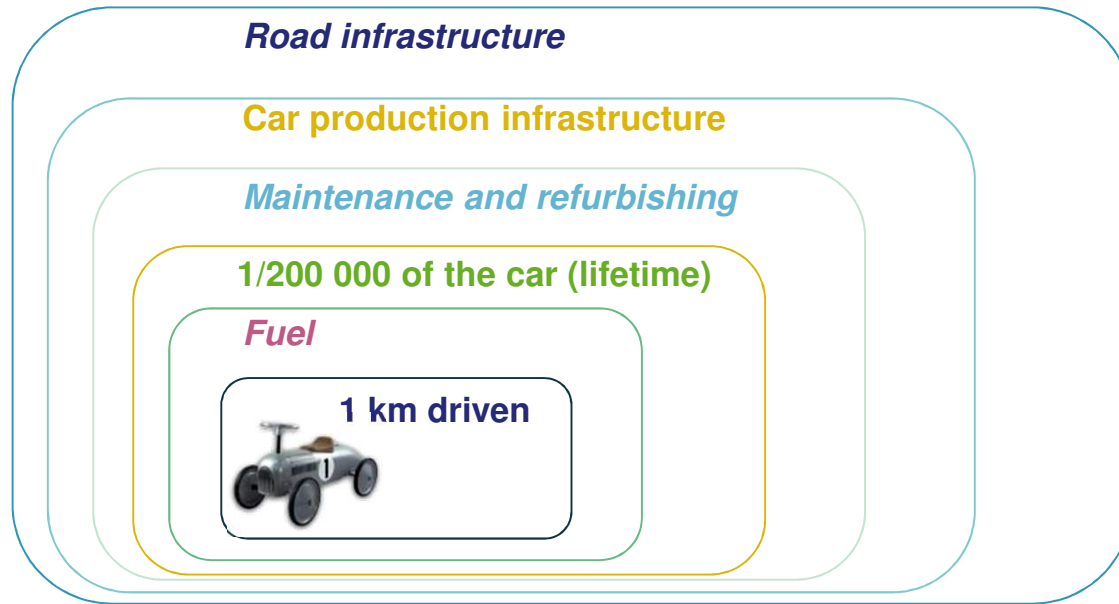 Road infrastructure
Car production infrastructure
Maintenance and refurbishing
1/200 000 of the car (lifetime)
Fuel
1 km driven
1